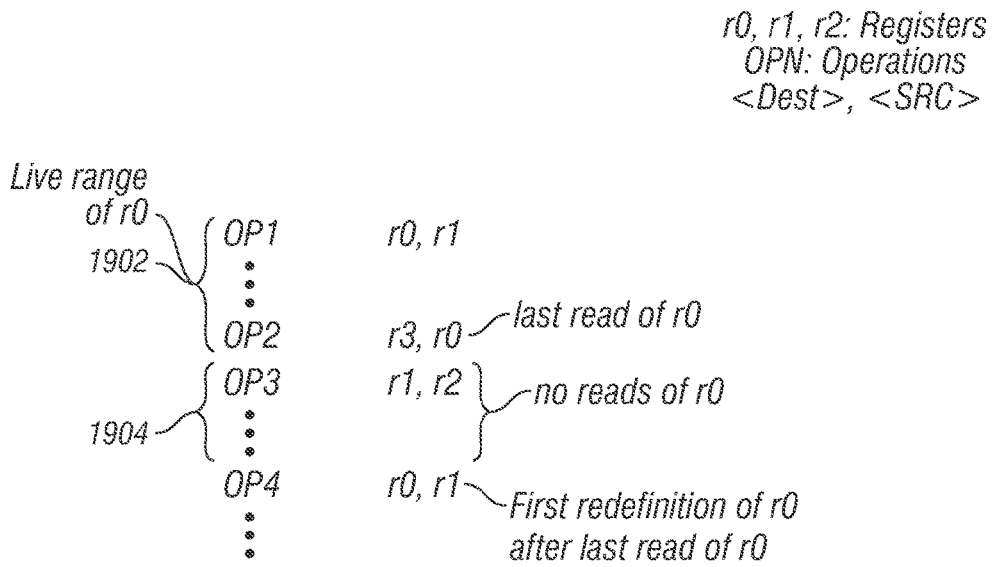 r0, r1, r2: Registers
OPN: Operations
<Dest>, <SRC>
Live range
of r0
1902
OP1 r0, r1
OP2 r3, r0 last read of r0
OP3 r1, r2
no reads of r0
1904
OP4 r0, r1
First redefinition of r0
after last read of r0